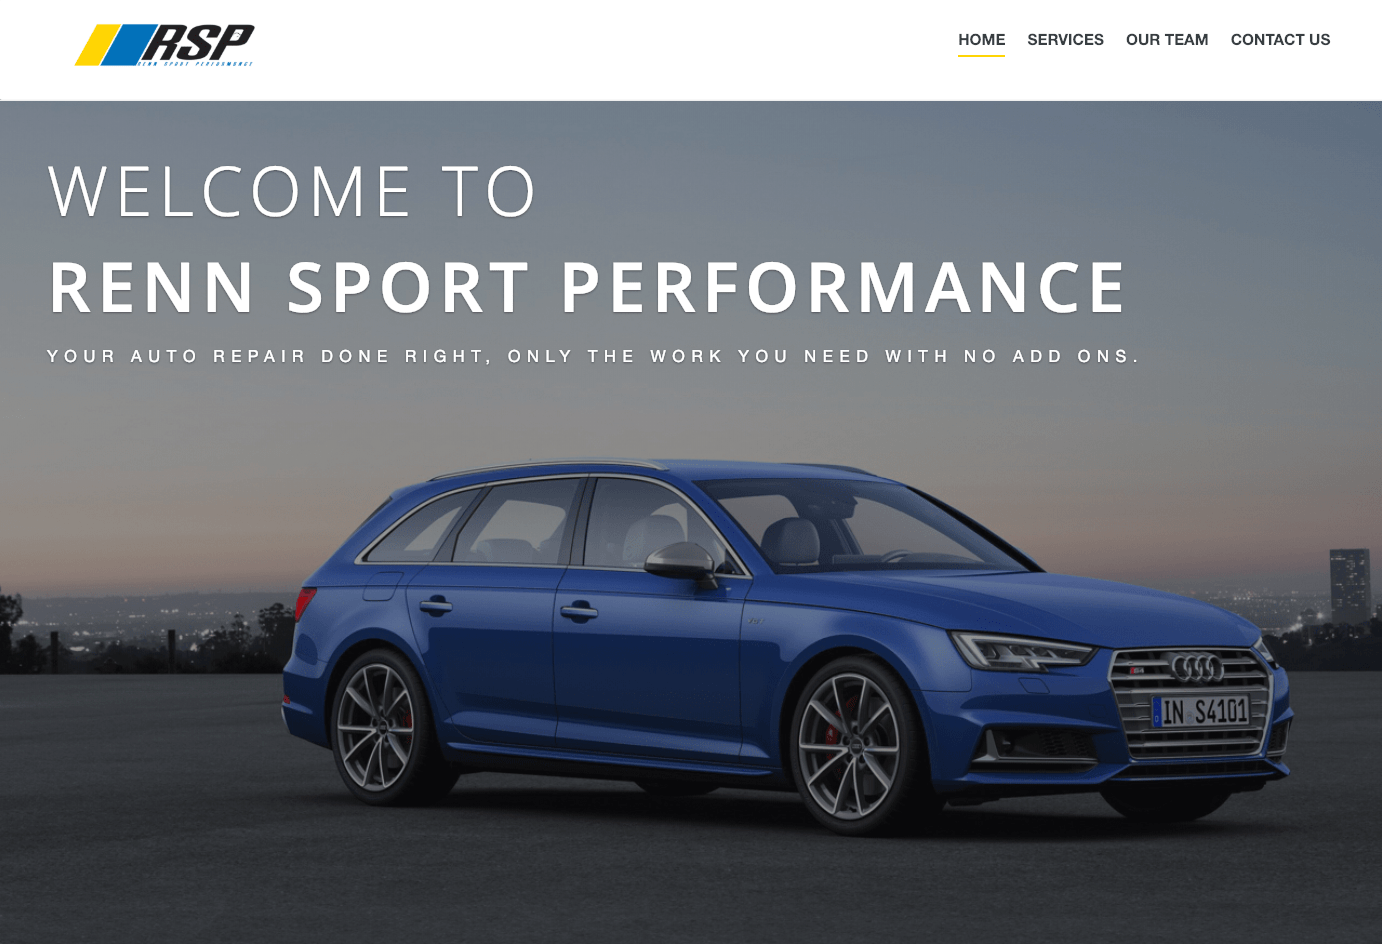 RSP
RENN SPORT PERFORMANCE
HOME SERVICES OUR TEAM CONTACT US
WELCOME TO
RENN SPORT PERFORMANCE
YOUR AUTO REPAIR DONE RIGHT, ONLY THE WORK YOU NEED WITH NO ADD ONS.
S4
IN S4101